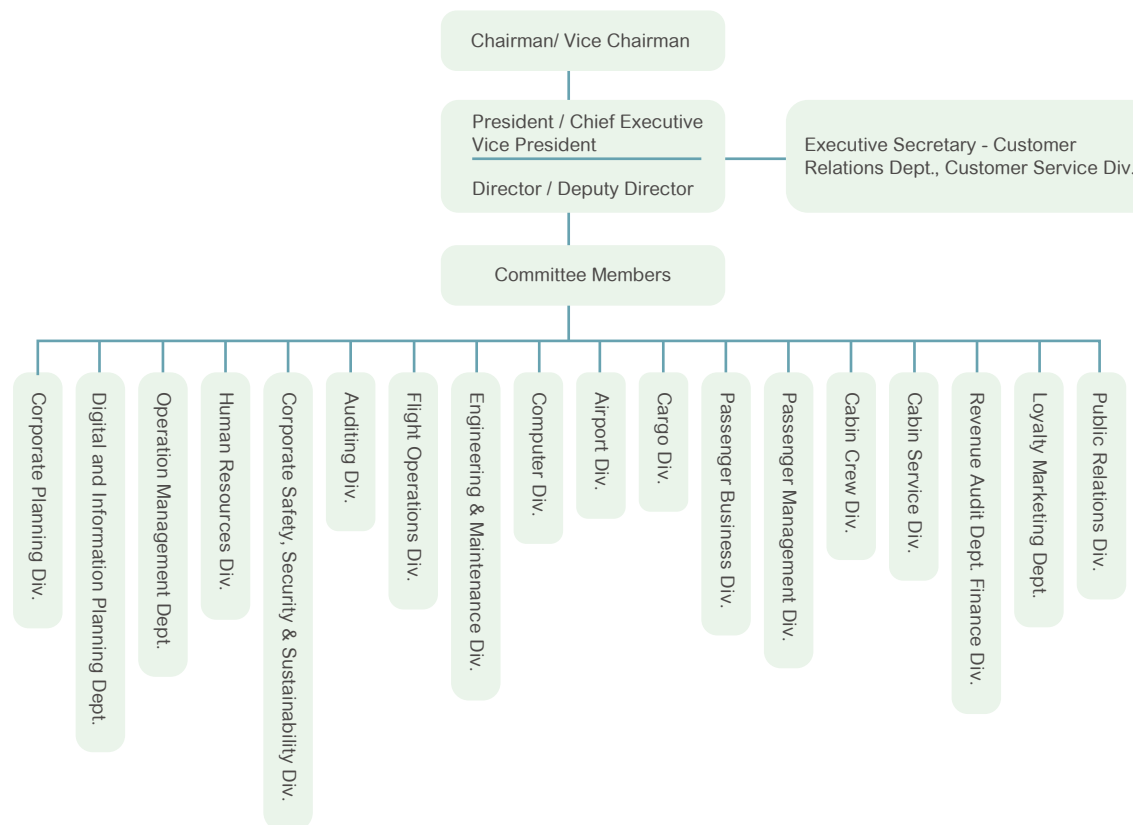 Chairman/ Vice Chairman
President / Chief Executive
Vice President
Director / Deputy Director
Executive Secretary - Customer
Relations Dept., Customer Service Div.
Committee Members
Corporate Planning Div.
Digital and Information Planning Dept.
Operation Management Dept.
Human Resources Div.
Corporate Safety, Security & Sustainability Div.
Auditing Div.
Flight Operations Div.
Engineering & Maintenance Div.
Computer Div.
Airport Div.
Cargo Div.
Passenger Business Div.
Passenger Management Div.
Cabin Crew Div.
Cabin Service Div.
Revenue Audit Dept. Finance Div.
Loyalty Marketing Dept.
Public Relations Div.